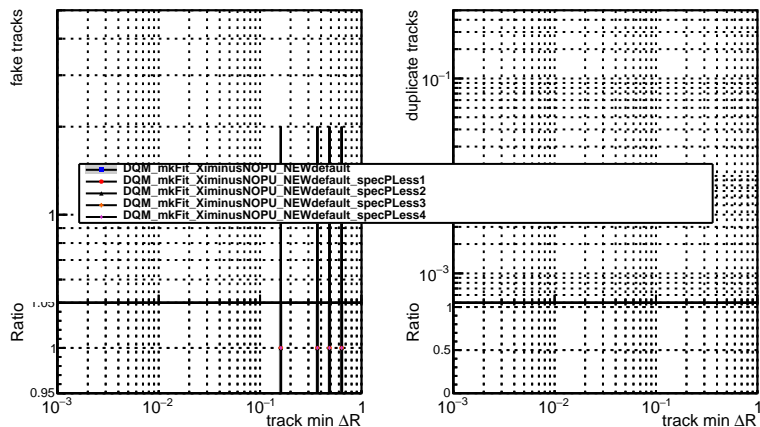 fake tracks
1
DQM_mkFit_XiminusNOPU_NEWdefault
DQM_mkFit_XiminusNOPU_NEWdefault_specPLess1
DQM_mkFit_XiminusNOPU_NEWdefault_specPLess2
DQM_mkFit_XiminusNOPU_NEWdefault_specPLess3
DQM_mkFit_XiminusNOPU_NEWdefault_specPLess4
Ratio
1.05
1
0.95
10⁻³
10⁻²
10⁻¹
1
track min ΔR
duplicate tracks
10⁻¹
10⁻³
Ratio
1
0.5
0
10⁻³
10⁻²
10⁻¹
1
track min ΔR